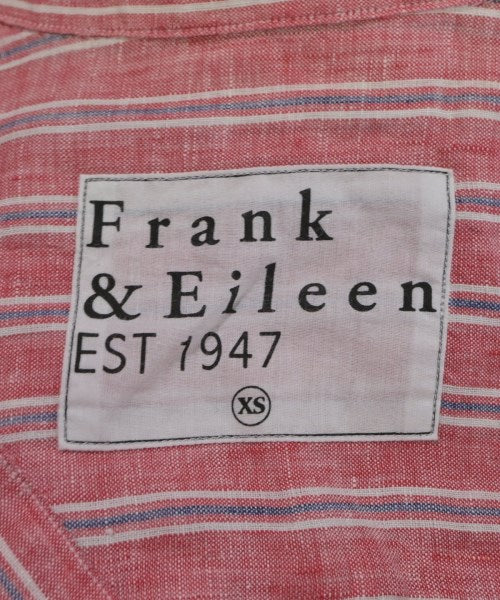 Frank
& Eileen
EST 1947
XS